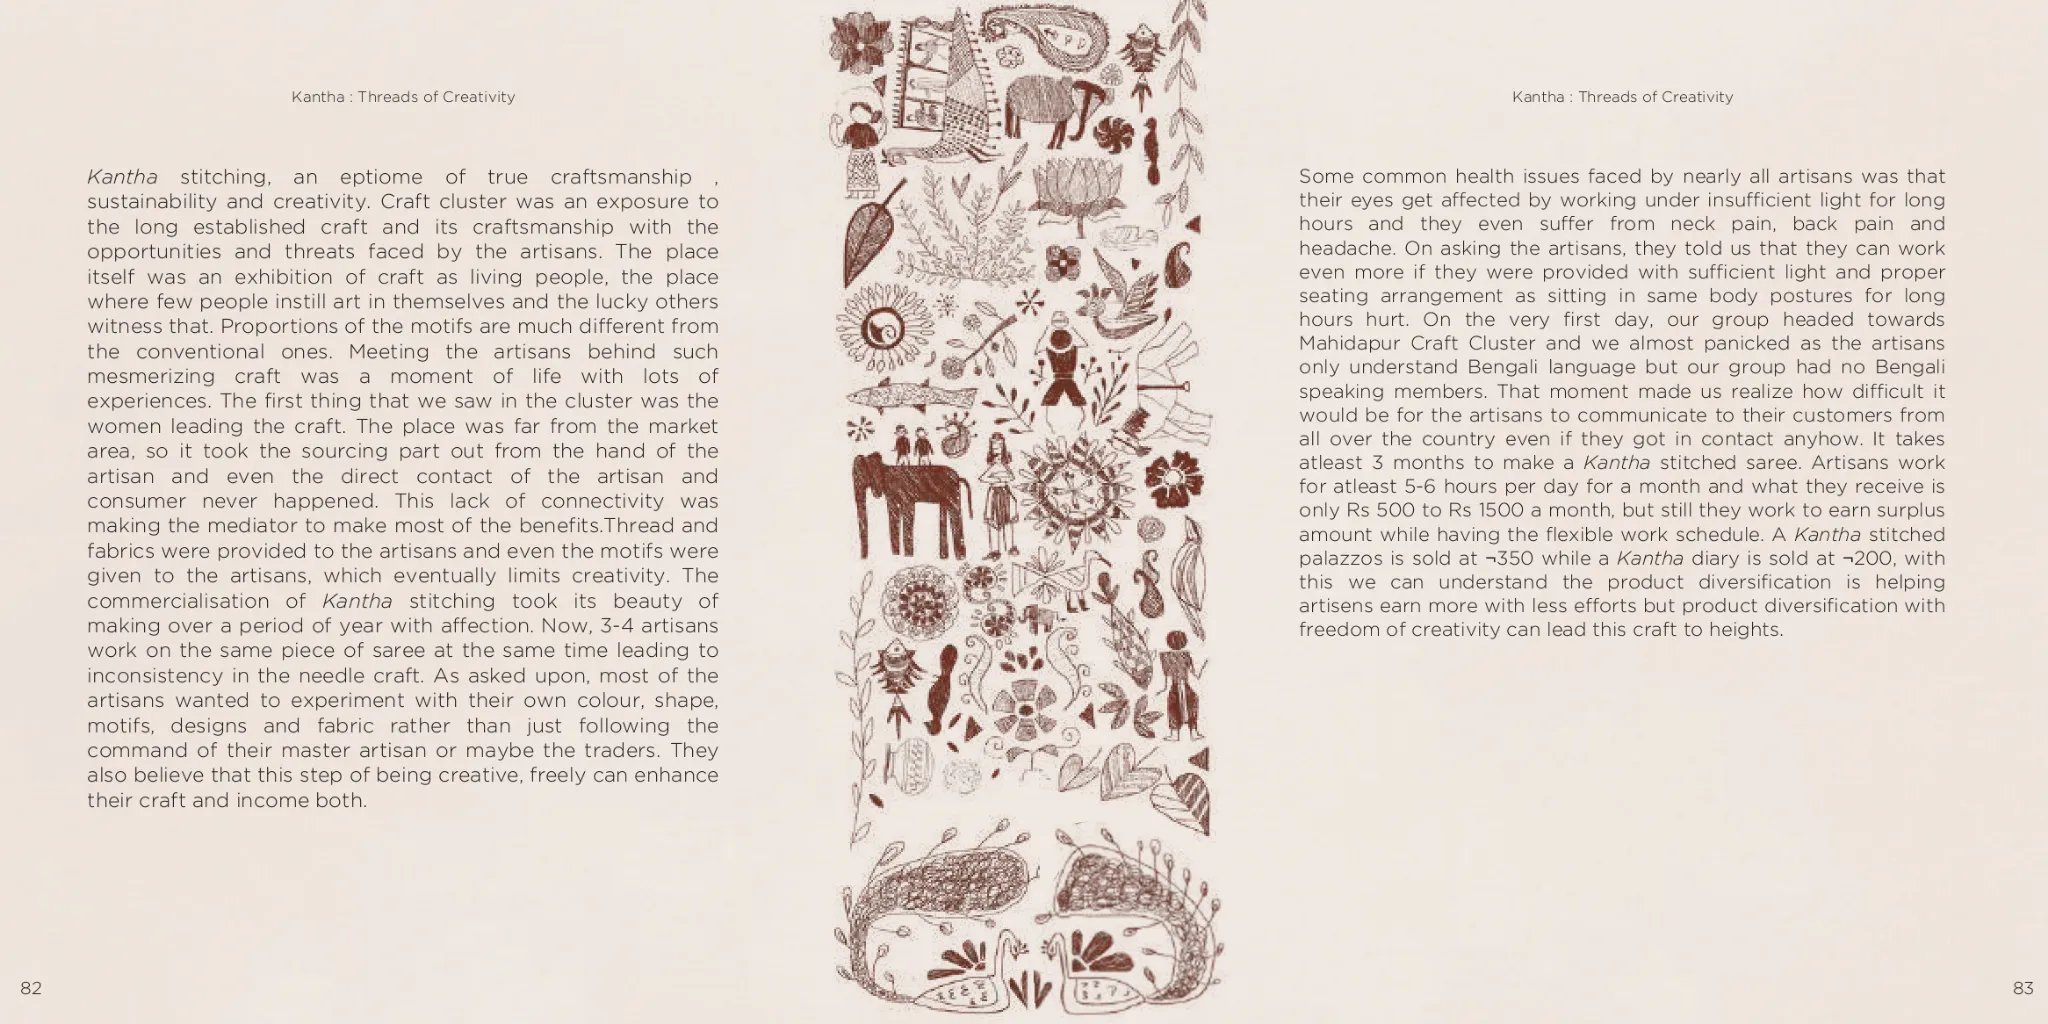 Kantha : Threads of Creativity
Kantha stitching, an eptiome of true craftsmanship ,
sustainability and creativity. Craft cluster was an exposure to
the long established craft and its craftsmanship with the
opportunities and threats faced by the artisans. The place
itself was an exhibition of craft as living people, the place
where few people instill art in themselves and the lucky others
witness that. Proportions of the motifs are much different from
the conventional ones. Meeting the artisans behind such
mesmerizing craft was a moment of life with lots of
experiences. The first thing that we saw in the cluster was the
women leading the craft. The place was far from the market
area, so it took the sourcing part out from the hand of the
artisan and even the direct contact of the artisan and
consumer never happened. This lack of connectivity was
making the mediator to make most of the benefits.Thread and
fabrics were provided to the artisans and even the motifs were
given to the artisans, which eventually limits creativity. The
commercialisation of Kantha stitching took its beauty of
making over a period of year with affection. Now, 3-4 artisans
work on the same piece of saree at the same time leading to
inconsistency in the needle craft. As asked upon, most of the
artisans wanted to experiment with their own colour, shape,
motifs, designs and fabric rather than just following the
command of their master artisan or maybe the traders. They
also believe that this step of being creative, freely can enhance
their craft and income both.
82
Kantha : Threads of Creativity
Some common health issues faced by nearly all artisans was that
their eyes get affected by working under insufficient light for long
hours and they even suffer from neck pain, back pain and
headache. On asking the artisans, they told us that they can work
even more if they were provided with sufficient light and proper
seating arrangement as sitting in same body postures for long
hours hurt. On the very first day, our group headed towards
Mahidapur Craft Cluster and we almost panicked as the artisans
only understand Bengali language but our group had no Bengali
speaking members. That moment made us realize how difficult it
would be for the artisans to communicate to their customers from
all over the country even if they got in contact anyhow. It takes
atleast 3 months to make a Kantha stitched saree. Artisans work
for atleast 5-6 hours per day for a month and what they receive is
only Rs 500 to Rs 1500 a month, but still they work to earn surplus
amount while having the flexible work schedule. A Kantha stitched
palazzos is sold at ¬350 while a Kantha diary is sold at ¬200, with
this we can understand the product diversification is helping
artisens earn more with less efforts but product diversification with
freedom of creativity can lead this craft to heights.
83